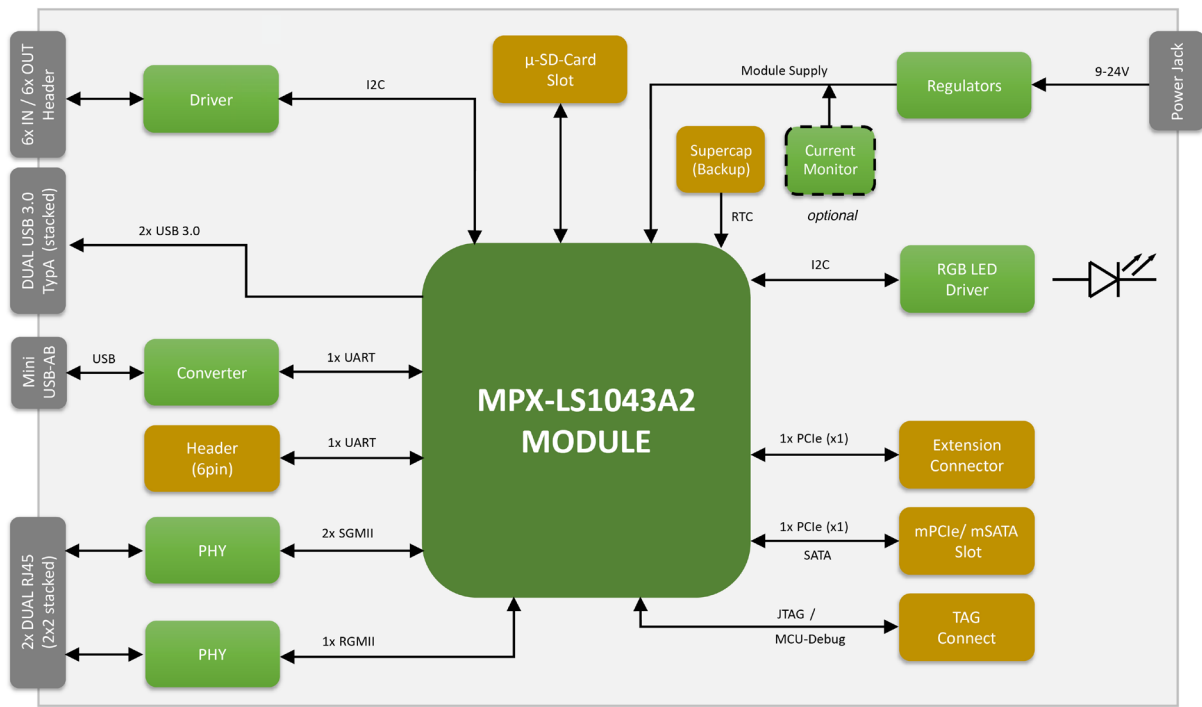 6x IN / 6x OUT
Header
Driver
I2C
µ-SD-Card
Slot
Module Supply
Regulators
9-24V
Power Jack
Supercap
(Backup)
RTC
Current
Monitor
optional
DUAL USB 3.0
TypA (stacked)
2x USB 3.0
I2C
RGB LED
Driver
Mini
USB-AB
USB
Converter
1x UART
MPX-LS1043A2
MODULE
Header
(6pin)
1x UART
1x PCIe (x1)
Extension
Connector
2x DUAL RJ45
(2x2 stacked)
PHY
2x SGMII
1x PCIe (x1)
SATA
mPCIe/ mSATA
Slot
PHY
1x RGMII
JTAG /
MCU-Debug
TAG
Connect